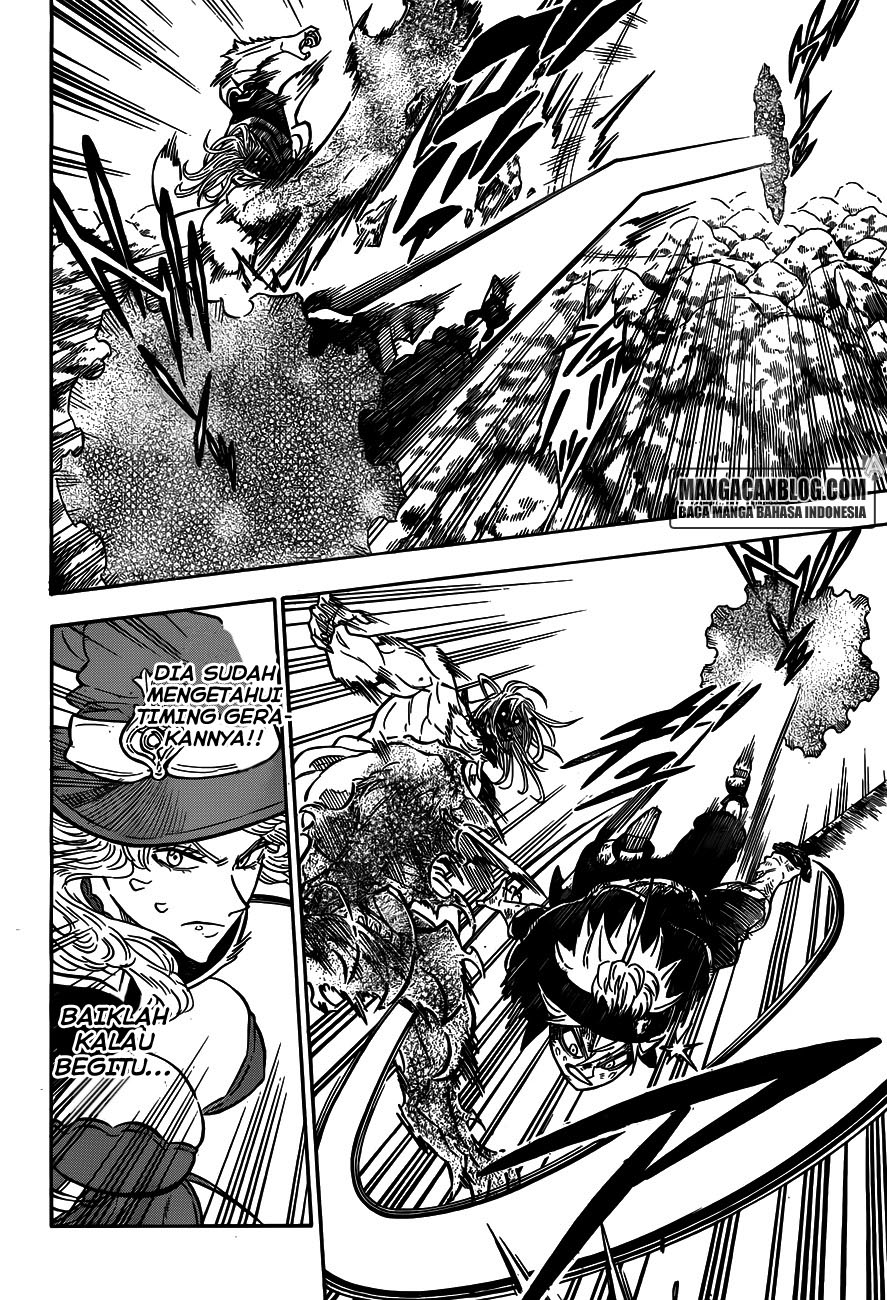 MANGACANBLOG.COM
BACA MANGA BAHASA INDONESIA
DIA SUDAH
MENGETAHUI
TIMING GERA-
KANNYA!!
BAIKLAH
KALAU
BEGITU...